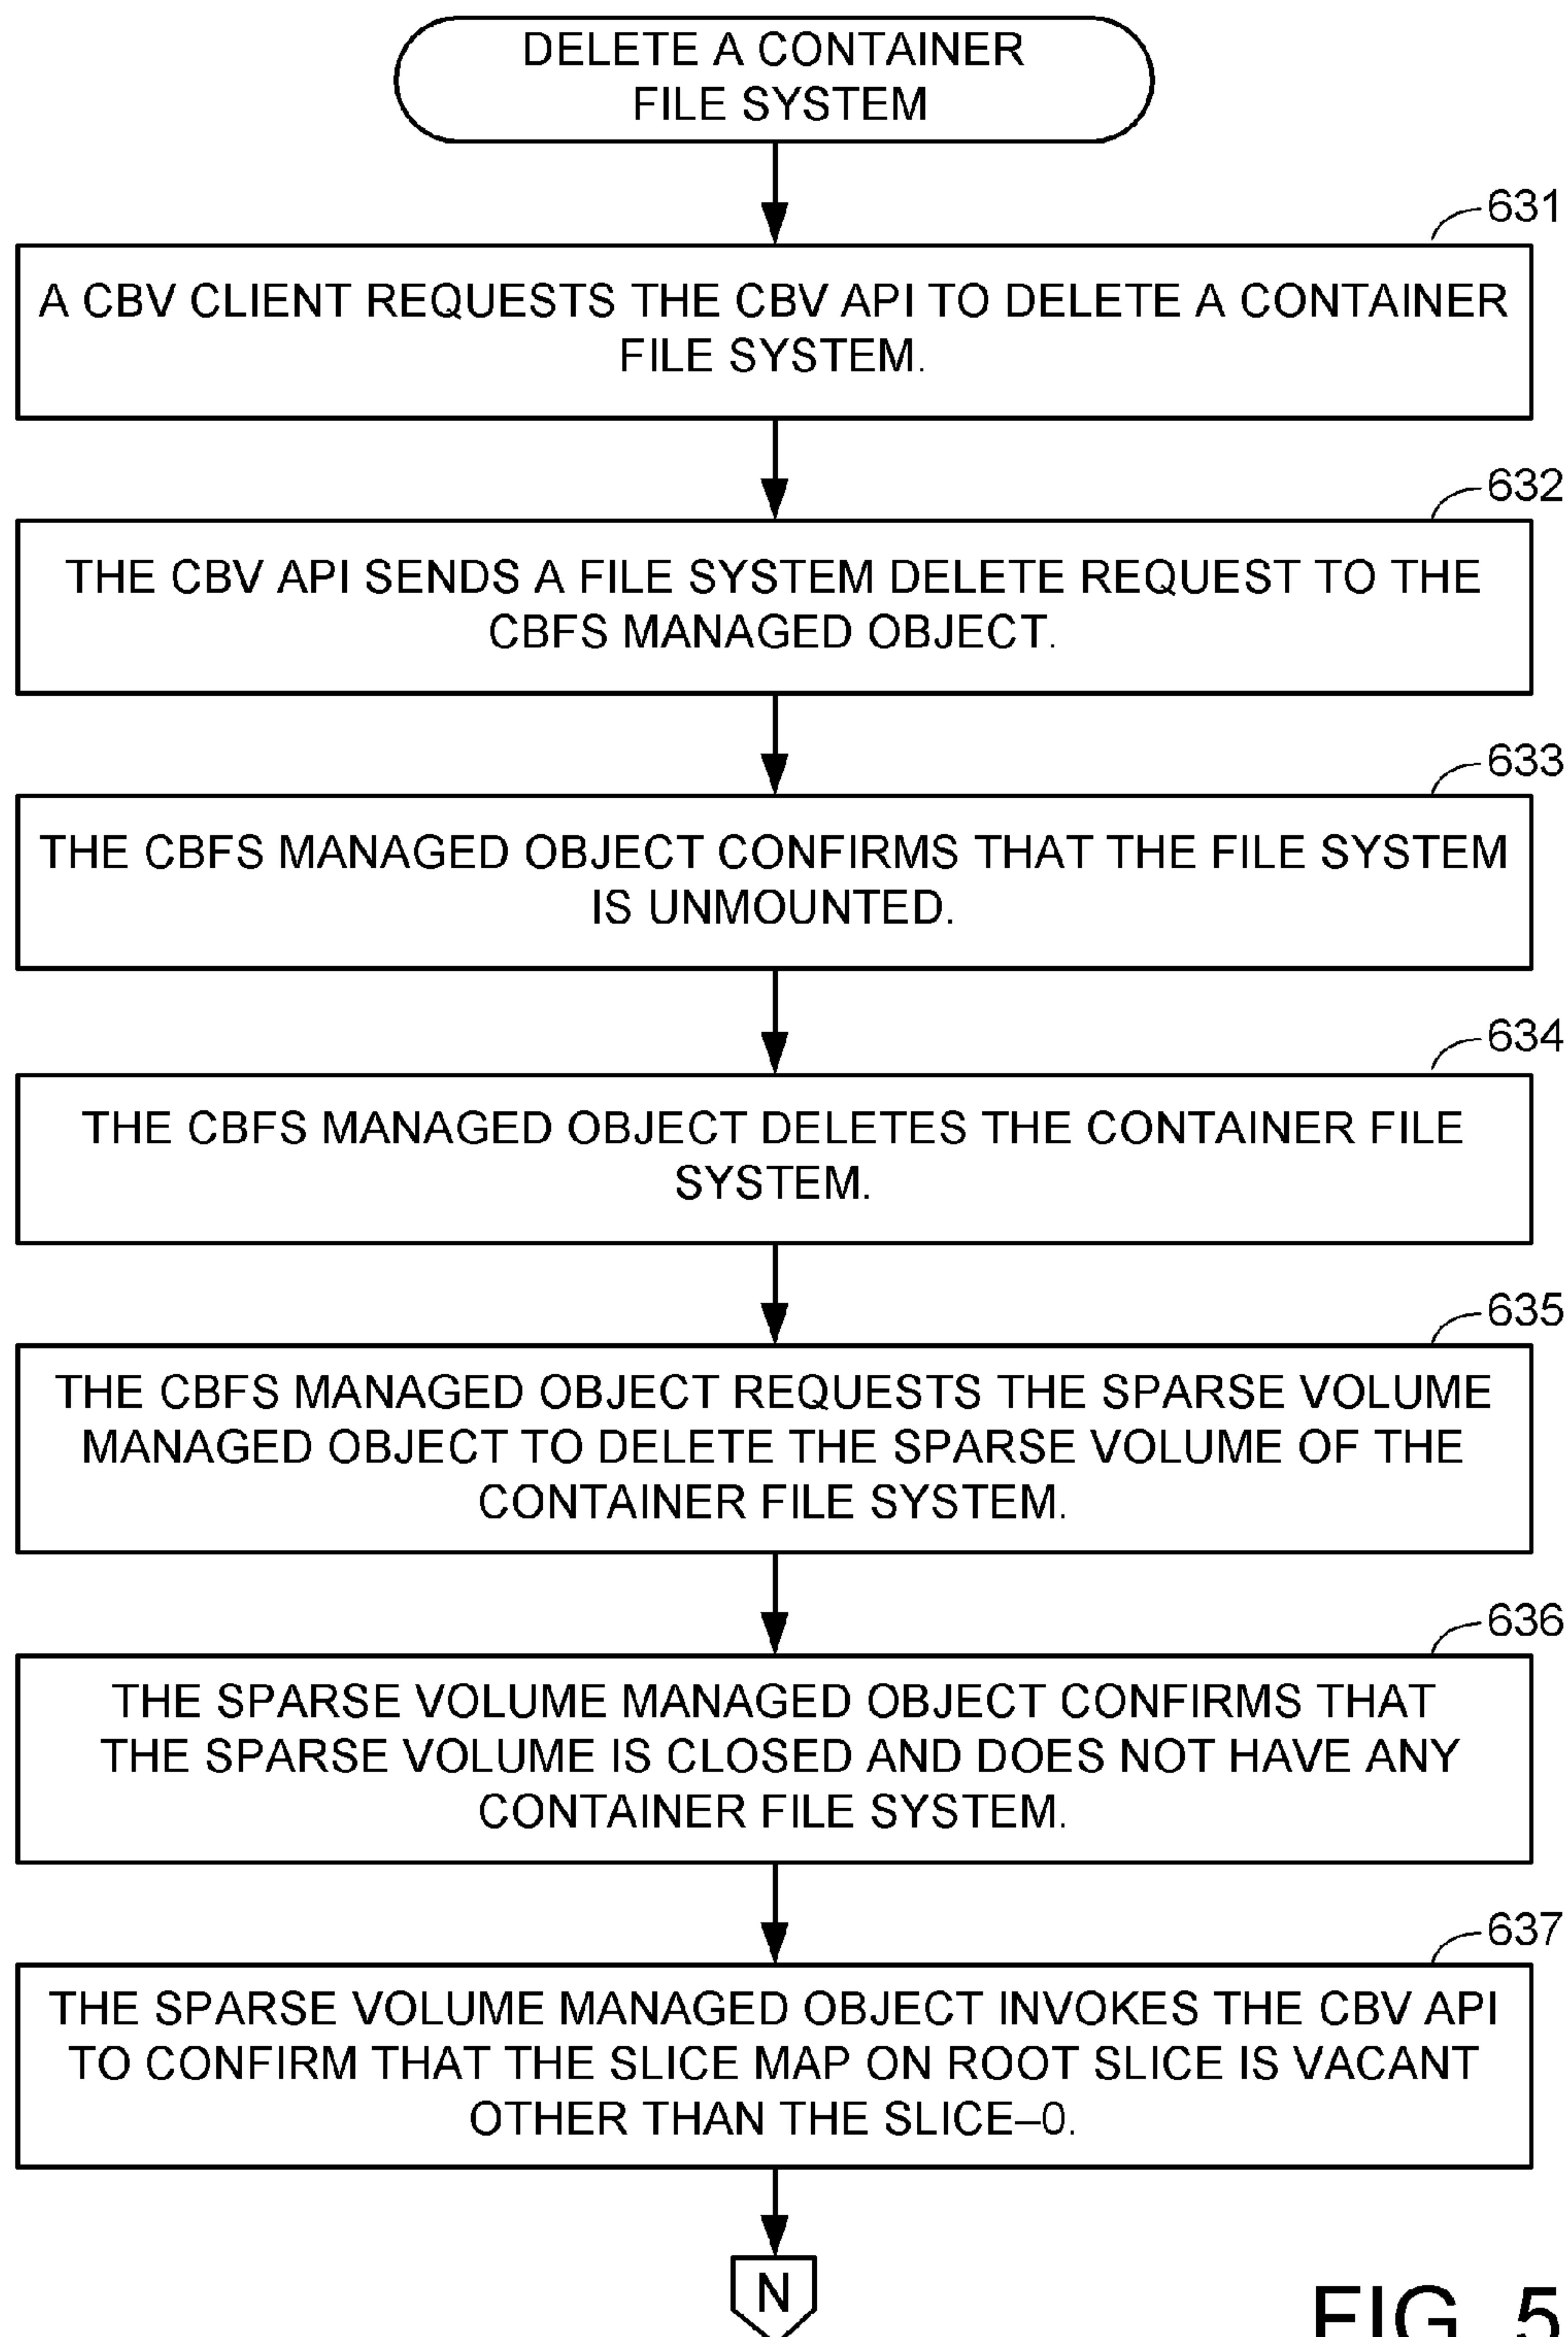 DELETE A CONTAINER
FILE SYSTEM
631
A CBV CLIENT REQUESTS THE CBV API TO DELETE A CONTAINER
FILE SYSTEM.
632
THE CBV API SENDS A FILE SYSTEM DELETE REQUEST TO THE
CBFS MANAGED OBJECT.
633
THE CBFS MANAGED OBJECT CONFIRMS THAT THE FILE SYSTEM
IS UNMOUNTED.
634
THE CBFS MANAGED OBJECT DELETES THE CONTAINER FILE
SYSTEM.
635
THE CBFS MANAGED OBJECT REQUESTS THE SPARSE VOLUME
MANAGED OBJECT TO DELETE THE SPARSE VOLUME OF THE
CONTAINER FILE SYSTEM.
636
THE SPARSE VOLUME MANAGED OBJECT CONFIRMS THAT
THE SPARSE VOLUME IS CLOSED AND DOES NOT HAVE ANY
CONTAINER FILE SYSTEM.
637
THE SPARSE VOLUME MANAGED OBJECT INVOKES THE CBV API
TO CONFIRM THAT THE SLICE MAP ON ROOT SLICE IS VACANT
OTHER THAN THE SLICE–0.
N
FIG. 5